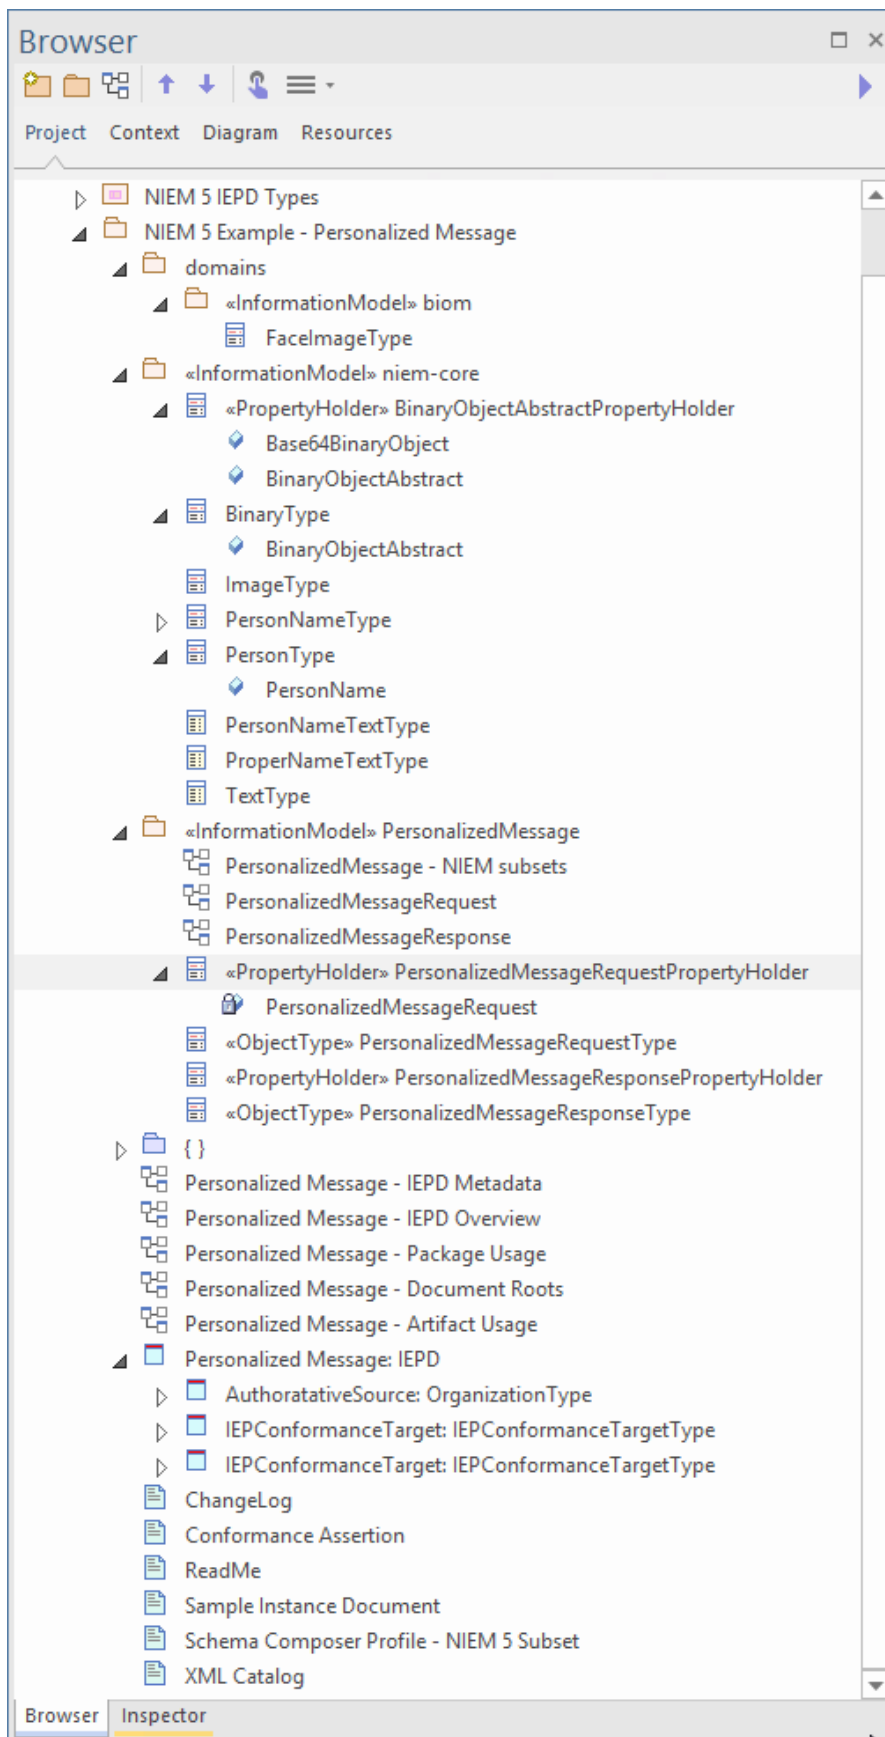 Browser
Project Context Diagram Resources
NIEM 5 IEPD Types
NIEM 5 Example - Personalized Message
domains
«InformationModel» biom
FaceImageType
«InformationModel» niem-core
«PropertyHolder» BinaryObjectAbstractPropertyHolder
Base64BinaryObject
BinaryObjectAbstract
BinaryType
BinaryObjectAbstract
ImageType
PersonNameType
PersonType
PersonName
PersonNameTextType
ProperNameTextType
TextType
«InformationModel» PersonalizedMessage
PersonalizedMessage - NIEM subsets
PersonalizedMessageRequest
PersonalizedMessageResponse
«PropertyHolder» PersonalizedMessageRequestPropertyHolder
PersonalizedMessageRequest
«ObjectType» PersonalizedMessageRequestType
«PropertyHolder» PersonalizedMessageResponsePropertyHolder
«ObjectType» PersonalizedMessageResponseType
{ }
Personalized Message - IEPD Metadata
Personalized Message - IEPD Overview
Personalized Message - Package Usage
Personalized Message - Document Roots
Personalized Message - Artifact Usage
Personalized Message: IEPD
AuthoratativeSource: OrganizationType
IEPConformanceTarget: IEPConformanceTargetType
IEPConformanceTarget: IEPConformanceTargetType
ChangeLog
Conformance Assertion
ReadMe
Sample Instance Document
Schema Composer Profile - NIEM 5 Subset
XML Catalog
Browser Inspector